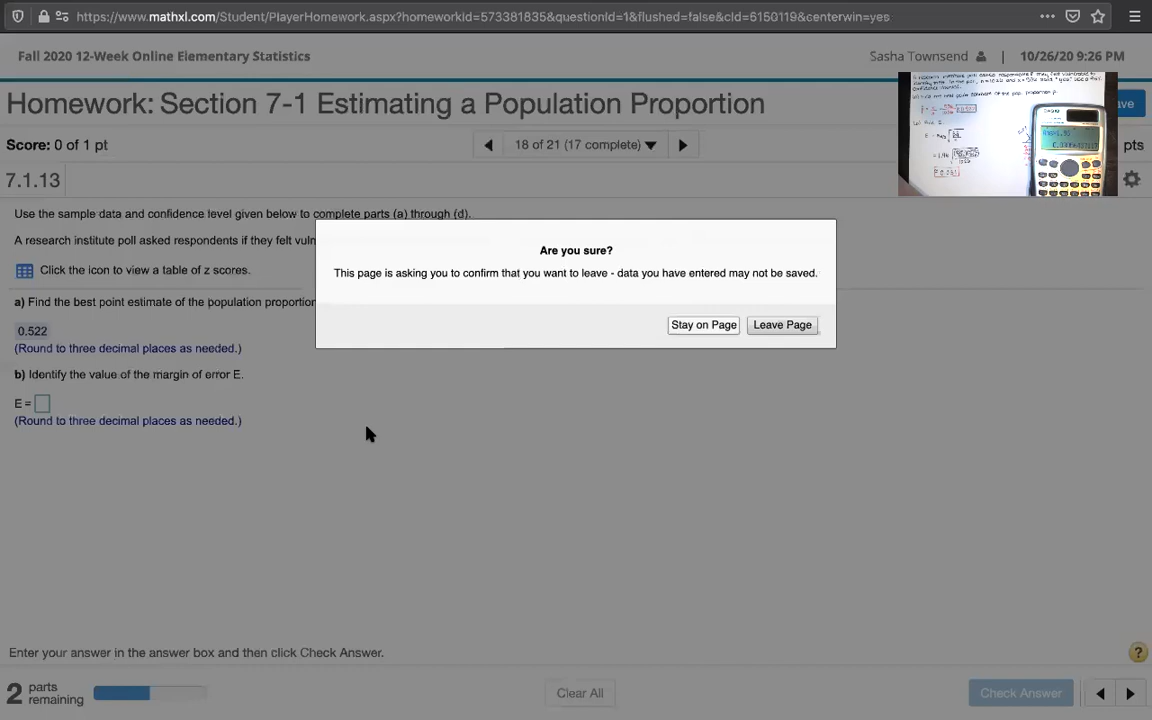 https://www.mathxl.com/Student/PlayerHomework.aspx?homeworkId=573381835&questionId=1&flushed=false&cId=6150119&centerwin=yes
Fall 2020 12-Week Online Elementary Statistics
Sasha Townsend | 10/26/20 9:26 PM
Homework: Section 7-1 Estimating a Population Proportion
Score: 0 of 1 pt
18 of 21 (17 complete)
pts
7.1.13
Use the sample data and confidence level given below to complete parts (a) through (d).
A research institute poll asked respondents if they felt
Click the icon to view a table of z scores.
a) Find the best point estimate of the population proportion
0.522
(Round to three decimal places as needed.)
b) Identify the value of the margin of error E.
E =
(Round to three decimal places as needed.)
Are you sure?
This page is asking you to confirm that you want to leave - data you have entered may not be saved.
Stay on Page
Leave Page
Enter your answer in the answer box and then click Check Answer.
?
2 parts remaining
Clear All
Check Answer